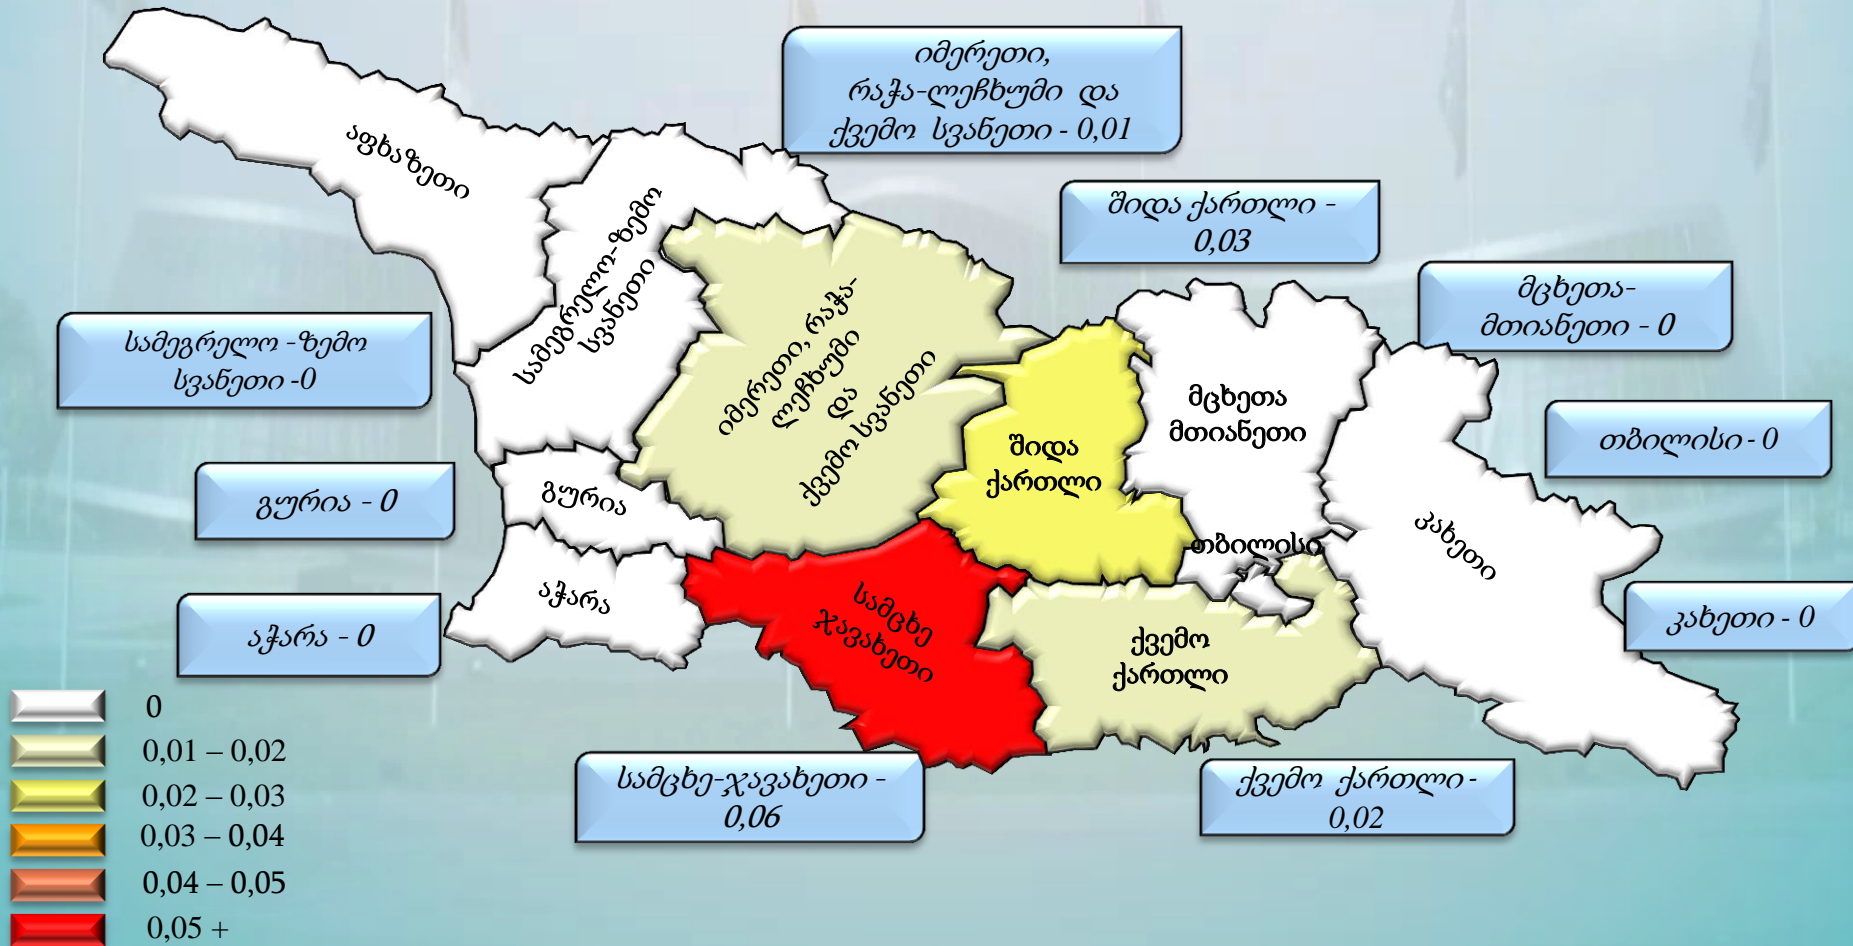 იმერეთი,
რაჭა-ლეჩხუმი და
ქვემო სვანეთი - 0,01
შიდა ქართლი -
0,03
მცხეთა-
მთიანეთი - 0
თბილისი - 0
კახეთი - 0
სამეგრელო -ზემო
სვანეთი -0
გურია - 0
აჭარა - 0
სამცხე-ჯავახეთი -
0,06
ქვემო ქართლი -
0,02
აფხაზეთი
სამეგრელო-ზემო
სვანეთი
იმერეთი, რაჭა-
ლეჩხუმი
და
ქვემო სვანეთი
შიდა
ქართლი
მცხეთა
მთიანეთი
თბილისი
კახეთი
გურია
აჭარა
სამცხე
ჯავახეთი
ქვემო
ქართლი
0
0,01 – 0,02
0,02 – 0,03
0,03 – 0,04
0,04 – 0,05
0,05 +